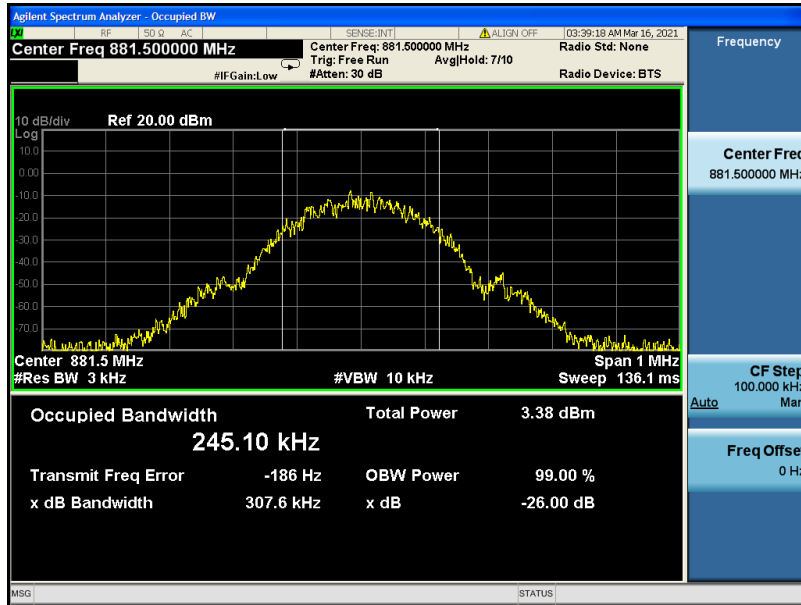 Agilent Spectrum Analyzer - Occupied BW
LXI RF 50 Ω AC SENSE:INT ALIGN OFF 03:39:18 AM Mar 16, 2021
Center Freq 881.500000 MHz
Center Freq: 881.500000 MHz
Radio Std: None
Trig: Free Run Avg|Hold: 7/10
#IFGain:Low
#Atten: 30 dB
Radio Device: BTS
10 dB/div Ref 20.00 dBm
Log
10.0
0.00
-10.0
-20.0
-30.0
-40.0
-50.0
-60.0
-70.0
Center 881.5 MHz Span 1 MHz
#Res BW 3 kHz #VBW 10 kHz Sweep 136.1 ms
Occupied Bandwidth Total Power 3.38 dBm
245.10 kHz
Transmit Freq Error -186 Hz OBW Power 99.00 %
x dB Bandwidth 307.6 kHz x dB -26.00 dB
MSG STATUS
Frequency
Center Freq
881.500000 MHz
CF Step
100.000 kHz
Auto Man
Freq Offset
0 Hz